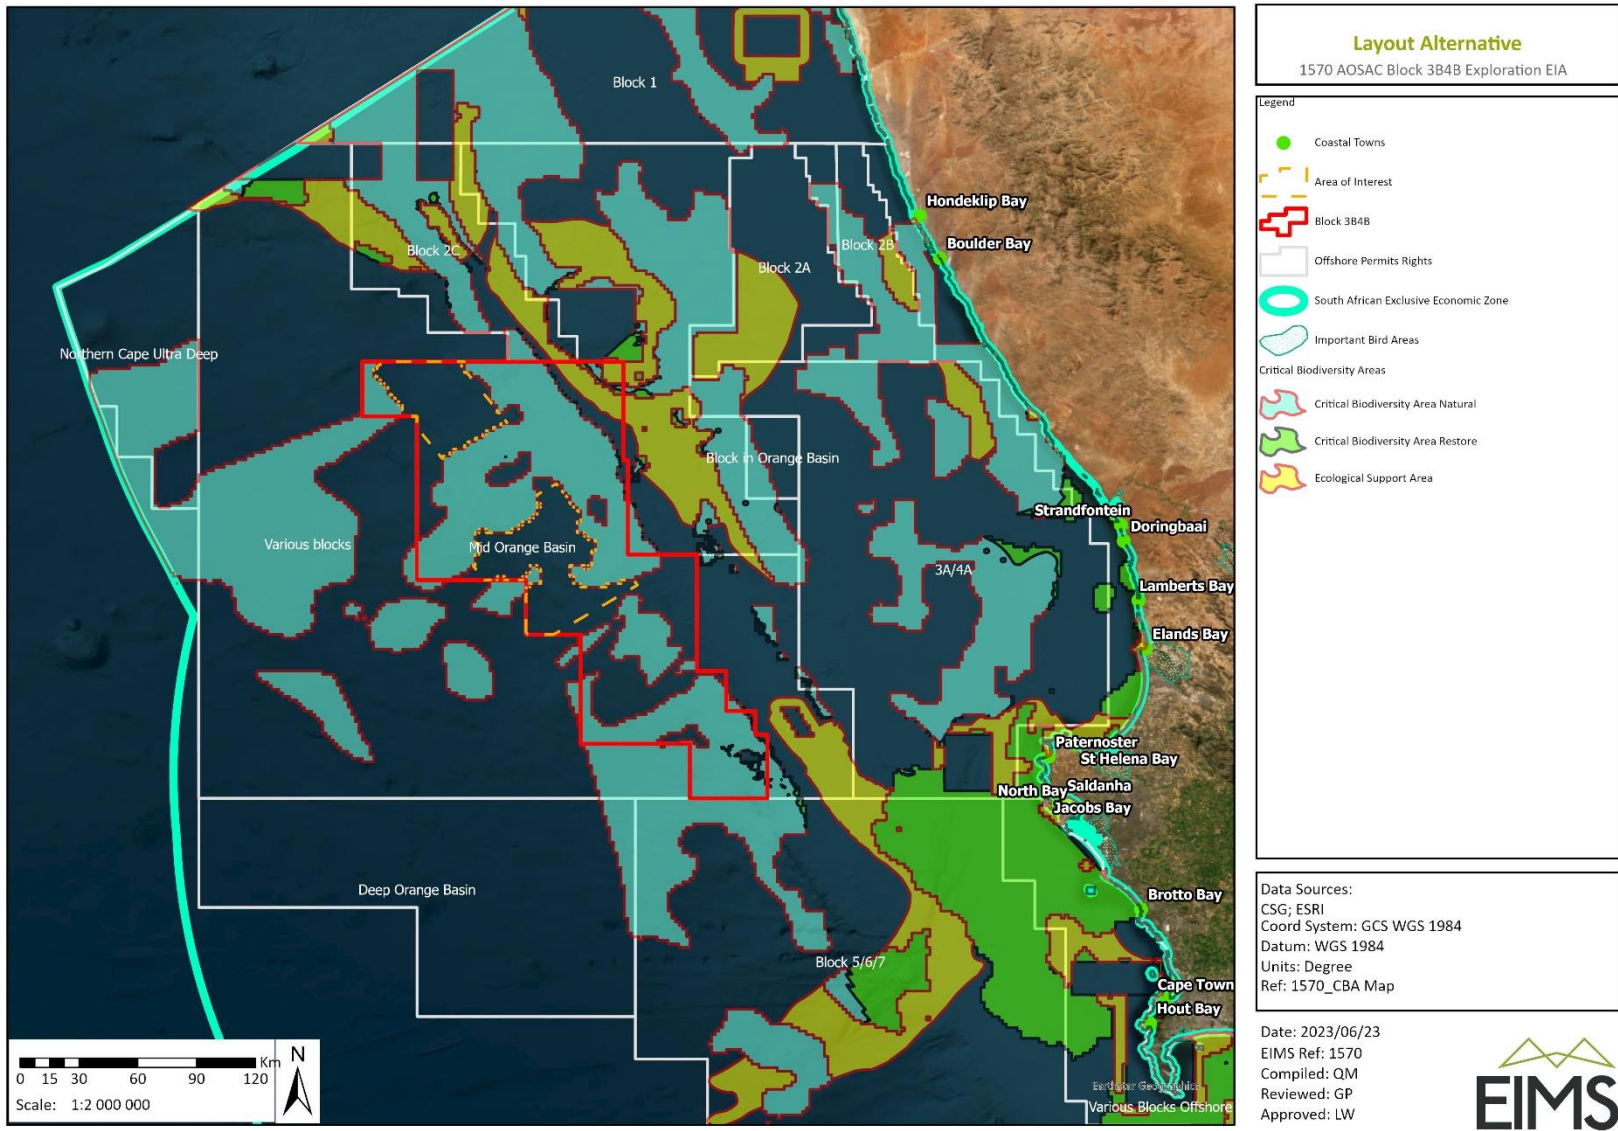 Block 1
Hondeklip Bay
Boulder Bay
Block 2C
Block 2B
Block 2A
Northern Cape Ultra Deep
Block in Orange Basin
Strandfontein
Doringbaai
Various blocks
Mid Orange Basin
3A/4A
Lamberts Bay
Elands Bay
Paternoster
St Helena Bay
North Bay
Saldanha
Jacobs Bay
Deep Orange Basin
Brotto Bay
Block 5/6/7
Cape Town
Hout Bay
Earthstar Geographics
Various Blocks Offshore
Km
0 15 30 60 90 120
Scale: 1:2 000 000
N
Layout Alternative
1570 AOSAC Block 3B4B Exploration EIA
Legend
Coastal Towns
Area of Interest
Block 3B4B
Offshore Permits Rights
South African Exclusive Economic Zone
Important Bird Areas
Critical Biodiversity Areas
Critical Biodiversity Area Natural
Critical Biodiversity Area Restore
Ecological Support Area
Data Sources:
CSG; ESRI
Coord System: GCS WGS 1984
Datum: WGS 1984
Units: Degree
Ref: 1570_CBA Map
Date: 2023/06/23
EIMS Ref: 1570
Compiled: QM
Reviewed: GP
Approved: LW
EIMS